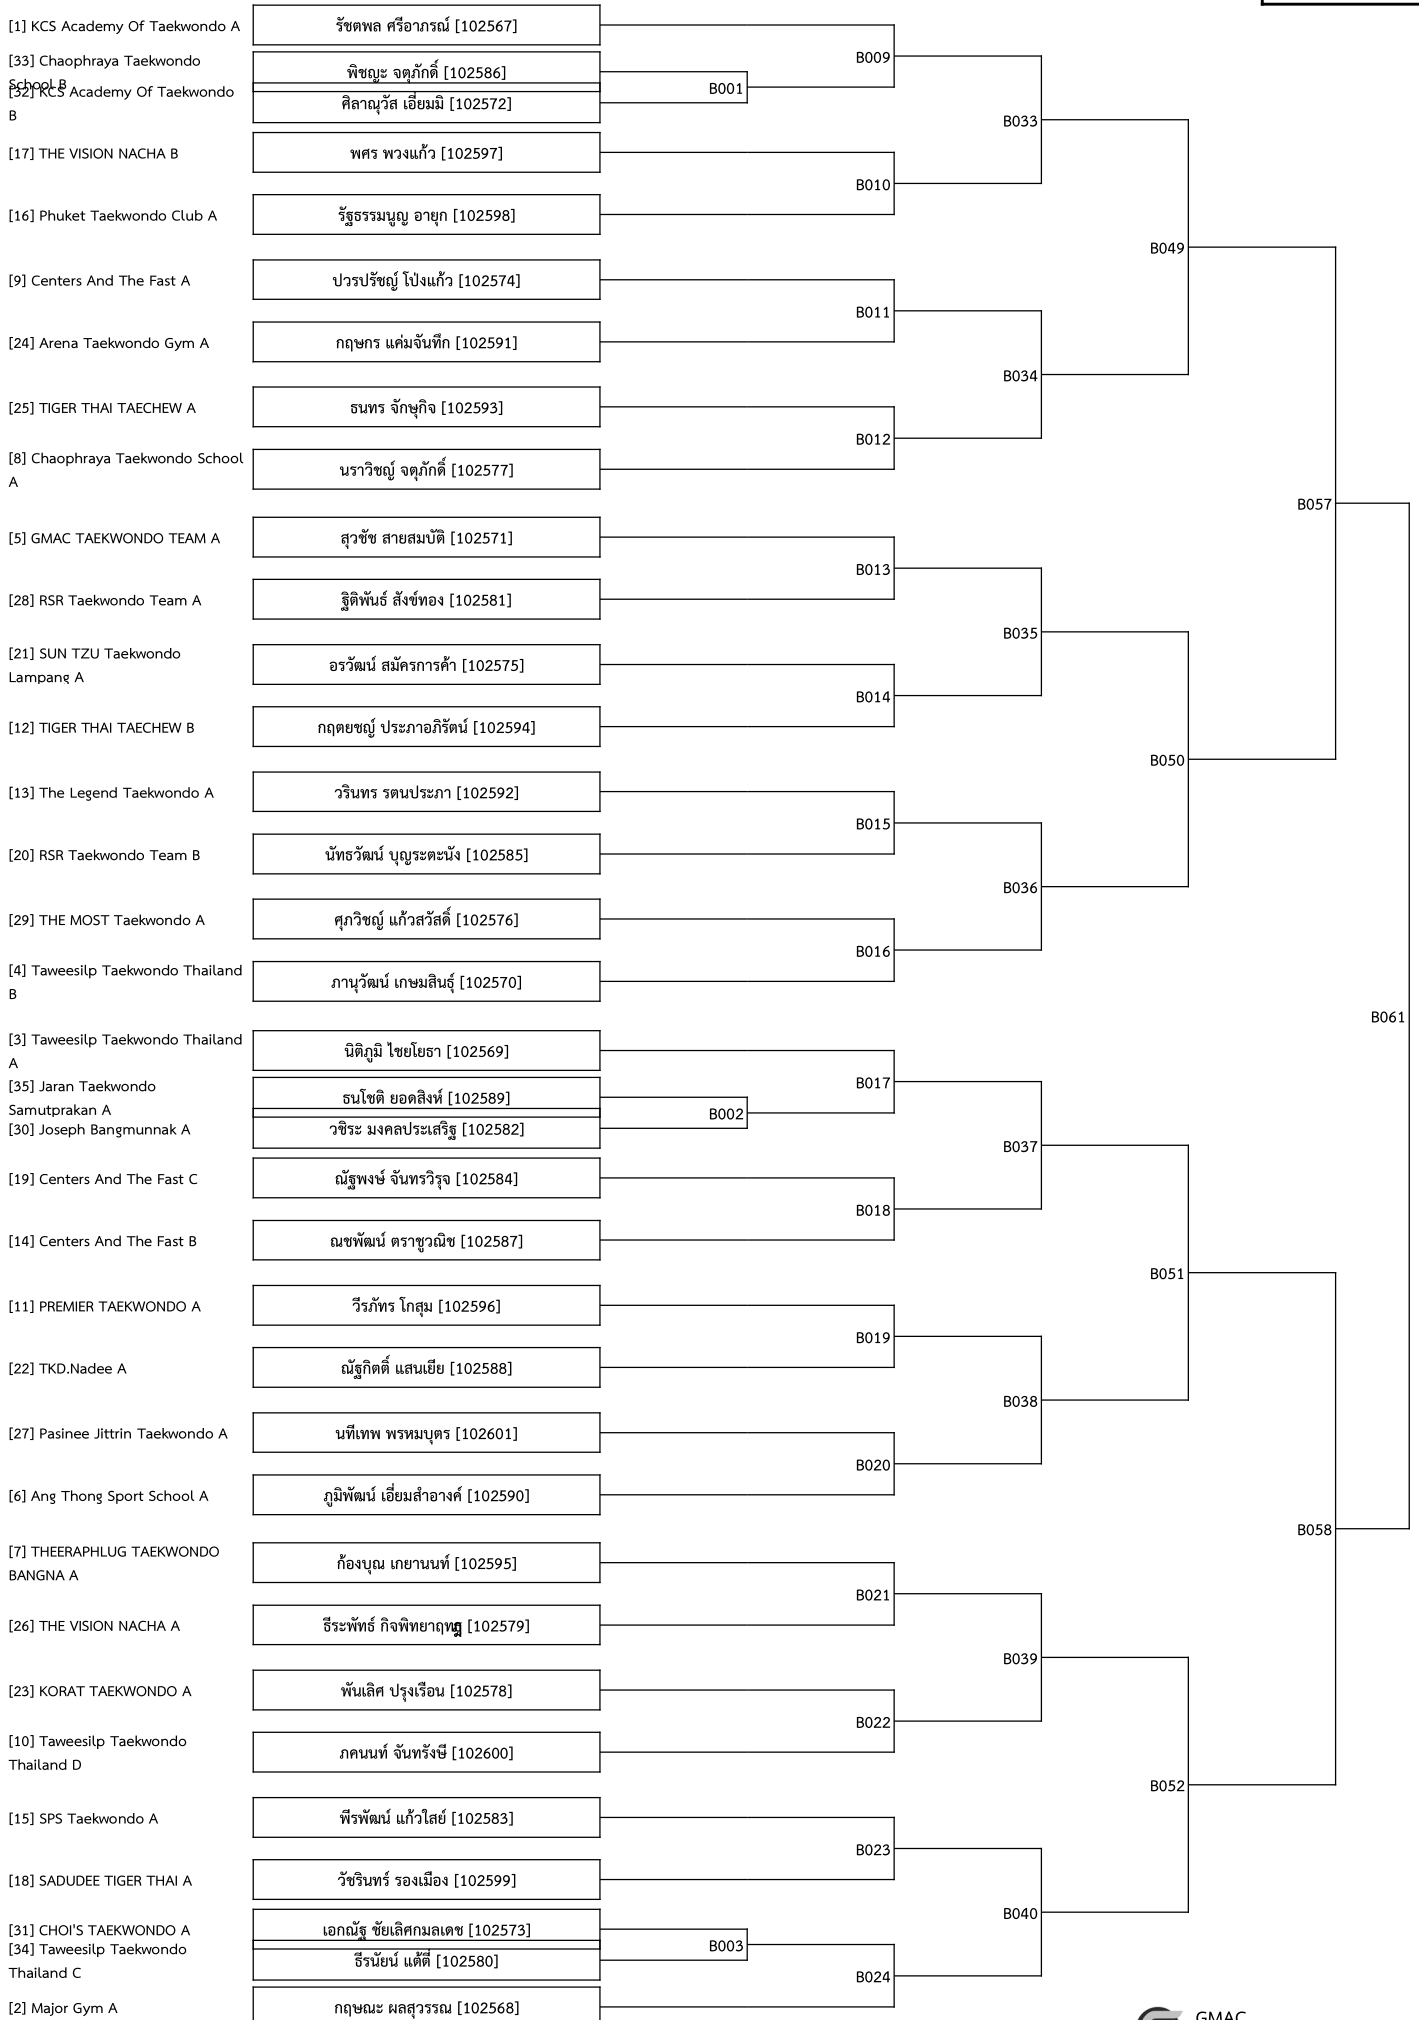 [1] KCS Academy Of Taekwondo A
รัชตพล ศรีอาภรณ์ [102567]
B009
[33] Chaophraya Taekwondo
School B
พิชญะ จตุภักดิ์ [102586]
B001
[32] KCS Academy Of Taekwondo
B
ศิลาณุวัส เอี่ยมมิ [102572]
B033
[17] THE VISION NACHA B
พศร พวงแก้ว [102597]
B010
[16] Phuket Taekwondo Club A
รัฐธรรมนูญ อายุก [102598]
B049
[9] Centers And The Fast A
ปวรปรัชญ์ โป่งแก้ว [102574]
B011
[24] Arena Taekwondo Gym A
กฤษกร แค่มจันทึก [102591]
B034
[25] TIGER THAI TAECHEW A
ธนทร จักษุกิจ [102593]
B012
[8] Chaophraya Taekwondo School
A
นราวิชญ์ จตุภักดิ์ [102577]
B057
[5] GMAC TAEKWONDO TEAM A
สุวชัช สายสมบัติ [102571]
B013
[28] RSR Taekwondo Team A
ฐิติพันธ์ สังข์ทอง [102581]
B035
[21] SUN TZU Taekwondo
Lampang A
อรวัฒน์ สมัครการค้า [102575]
B014
[12] TIGER THAI TAECHEW B
กฤตยชญ์ ประภาอภิรัตน์ [102594]
B050
[13] The Legend Taekwondo A
วรินทร รตนประภา [102592]
B015
[20] RSR Taekwondo Team B
นัทธวัฒน์ บุญระตะนัง [102585]
B036
[29] THE MOST Taekwondo A
ศุภวิชญ์ แก้วสวัสดิ์ [102576]
B016
[4] Taweesilp Taekwondo Thailand
B
ภานุวัฒน์ เกษมสินธุ์ [102570]
B061
[3] Taweesilp Taekwondo Thailand
A
นิติภูมิ ไชยโยธา [102569]
B017
[35] Jaran Taekwondo
Samutprakan A
ธนโชติ ยอดสิงห์ [102589]
B002
[30] Joseph Bangmunnak A
วชิระ มงคลประเสริฐ [102582]
B037
[19] Centers And The Fast C
ณัฐพงษ์ จันทรวิรุจ [102584]
B018
[14] Centers And The Fast B
ณชพัฒน์ ตราชูวณิช [102587]
B051
[11] PREMIER TAEKWONDO A
วีรภัทร โกสุม [102596]
B019
[22] TKD.Nadee A
ณัฐกิตติ์ แสนเยีย [102588]
B038
[27] Pasinee Jittrin Taekwondo A
นทีเทพ พรหมบุตร [102601]
B020
[6] Ang Thong Sport School A
ภูมิพัฒน์ เอี่ยมสำอางค์ [102590]
B058
[7] THEERAPHLUG TAEKWONDO
BANGNA A
ก้องบุณ เกยานนท์ [102595]
B021
[26] THE VISION NACHA A
ธีระพัทธ์ [102579]
B039
[23] KORAT TAEKWONDO A
พันเลิศ ปรุงเรือน [102578]
B022
[10] Taweesilp Taekwondo
Thailand D
ภคนนท์ จันทรังษี [102600]
B052
[15] SPS Taekwondo A
พีรพัฒน์ แก้วใสย์ [102583]
B023
[18] SADUDEE TIGER THAI A
วัชรินทร์ รองเมือง [102599]
B040
[31] CHOI'S TAEKWONDO A
เอกณัฐ ชัยเลิศกมลเดช [102573]
B003
[34] Taweesilp Taekwondo
Thailand C
ธีรนัยน์ แต้ตี่ [102580]
B024
[2] Major Gym A
กฤษณะ ผลสุวรรณ [102568]
GMAC